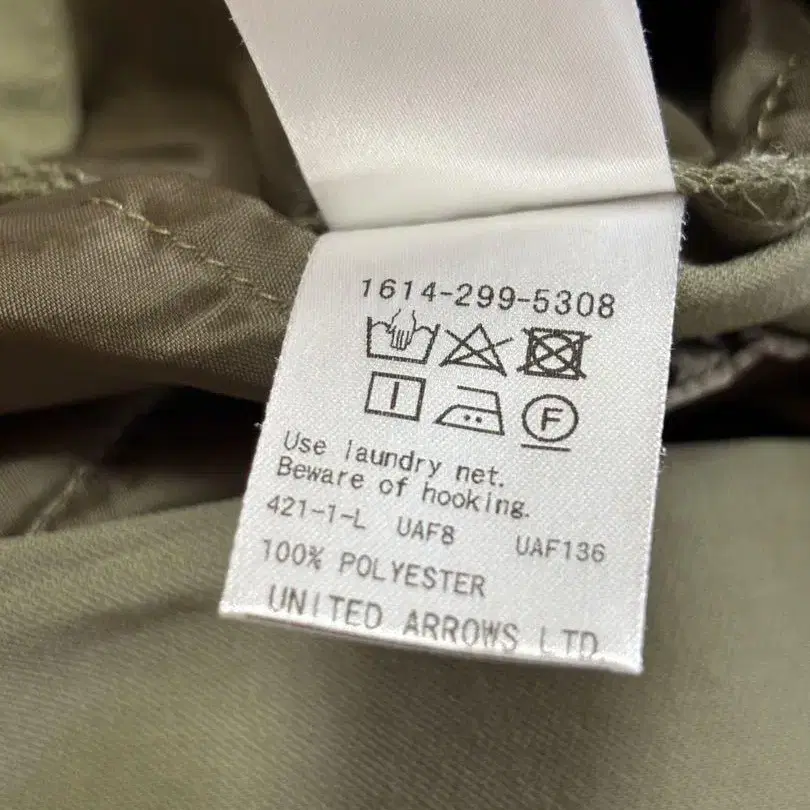 1614-299-5308
F
Use laundry net.
Beware of hooking.
421-1-L UAF8 UAF136
100% POLYESTER
UNITED ARROWS LTD.